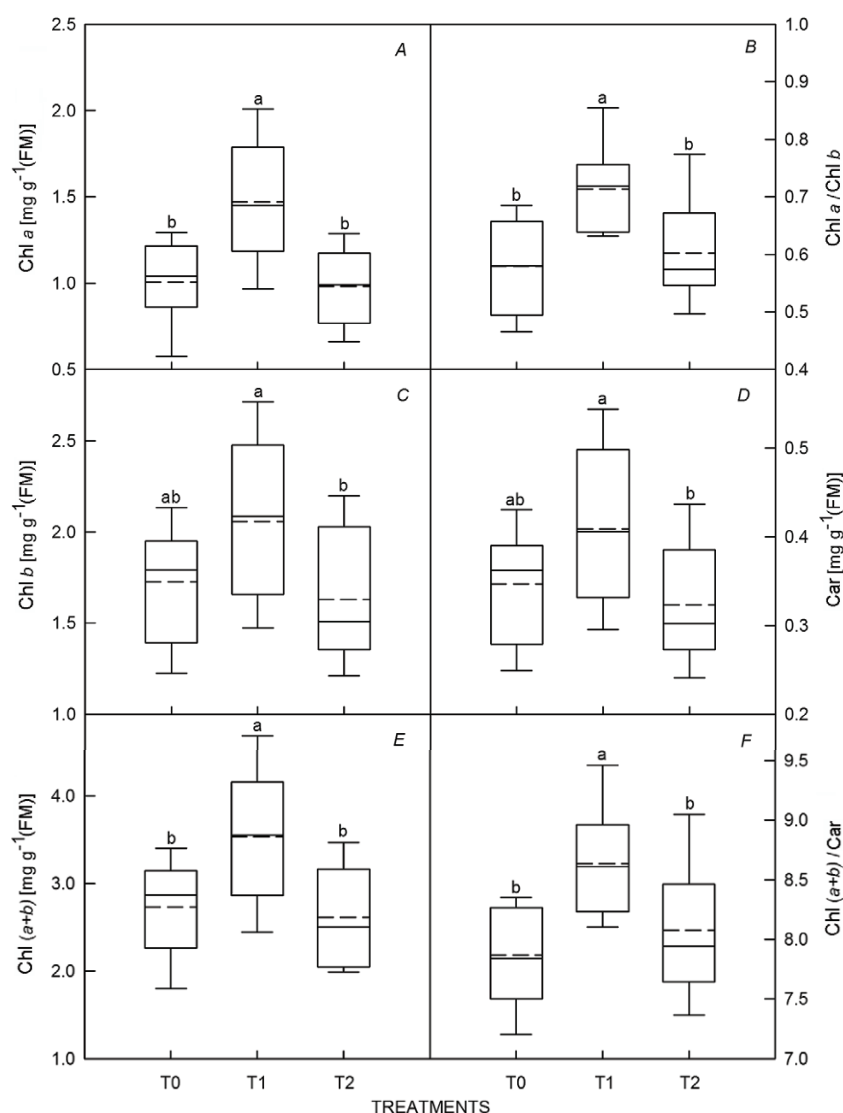 2.5
2.0
1.5
1.0
0.5
Chl a [mg g⁻¹(FM)]
A
b
a
b
1.0
0.9
0.8
0.7
0.6
0.5
0.4
Chl a / Chl b
B
b
a
b
2.5
2.0
1.5
1.0
Chl b [mg g⁻¹(FM)]
C
ab
a
b
0.5
0.4
0.3
0.2
Car [mg g⁻¹(FM)]
D
ab
a
b
4.0
3.0
2.0
1.0
Chl (a+b) [mg g⁻¹(FM)]
E
b
a
b
9.5
9.0
8.5
8.0
7.5
7.0
Chl (a+b) / Car
F
b
a
b
T0 T1 T2 T0 T1 T2
TREATMENTS